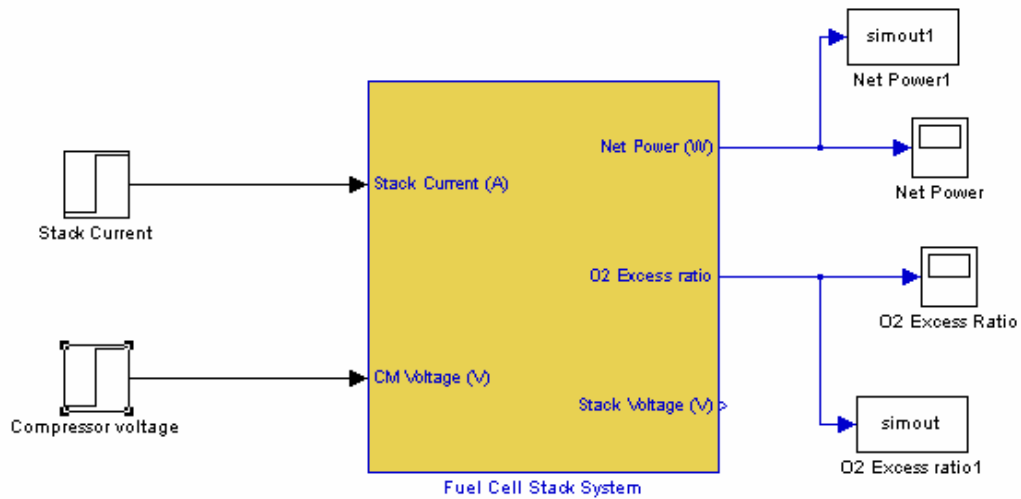 simout1
Net Power1
Net Power (W)
Net Power
Stack Current (A)
Stack Current
O2 Excess ratio
O2 Excess Ratio
CM Voltage (V)
Compressor voltage
Stack Voltage (V)
simout
O2 Excess ratio1
Fuel Cell Stack System